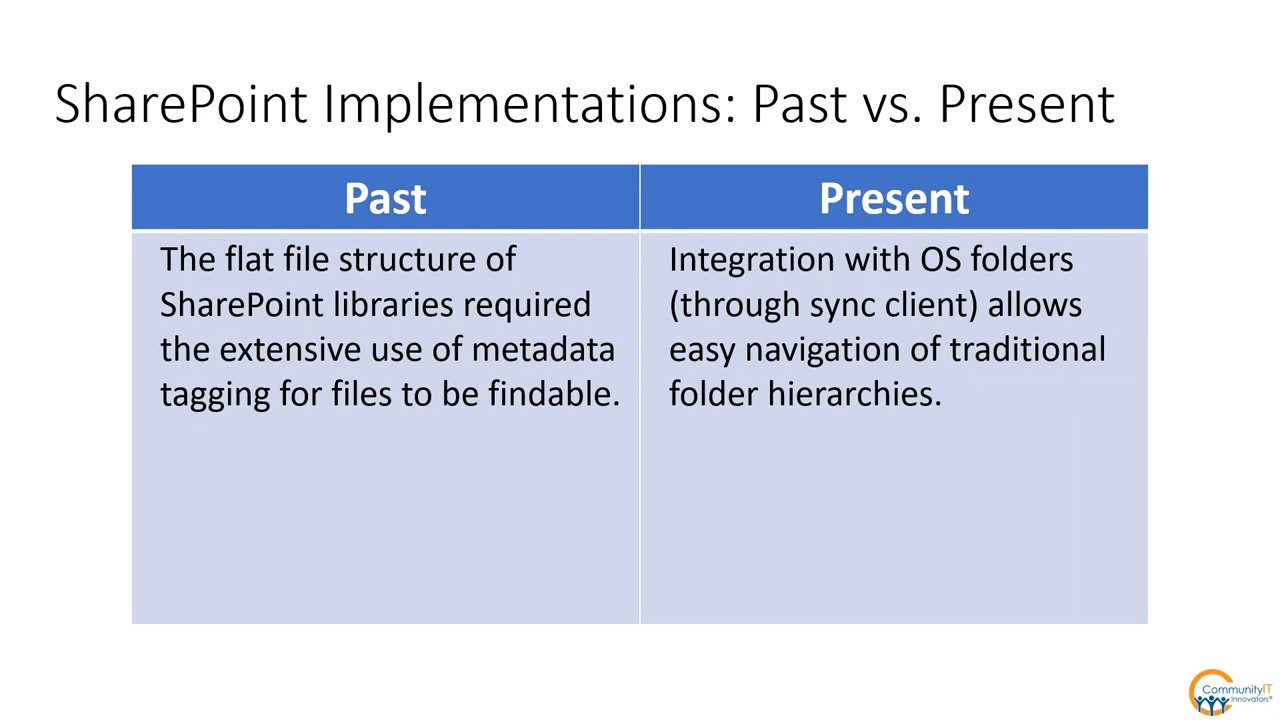 SharePoint Implementations: Past vs. Present
Past
The flat file structure of
SharePoint libraries required
the extensive use of metadata
tagging for files to be findable.
Present
Integration with OS folders
(through sync client) allows
easy navigation of traditional
folder hierarchies.
CommunityIT
Innovators®